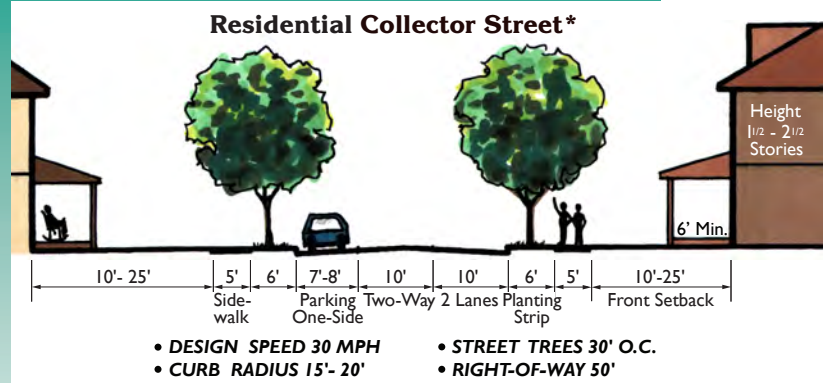 Residential Collector Street*
Height
1 1/2 - 2 1/2
Stories
6' Min.
10'- 25' 5' 6' 7'-8' 10' 10' 6' 5' 10'-25'
Side-
walk
Parking
One-Side
Two-Way 2 Lanes
Planting
Strip
Front Setback
• DESIGN SPEED 30 MPH
• STREET TREES 30' O.C.
• CURB RADIUS 15'- 20'
• RIGHT-OF-WAY 50'